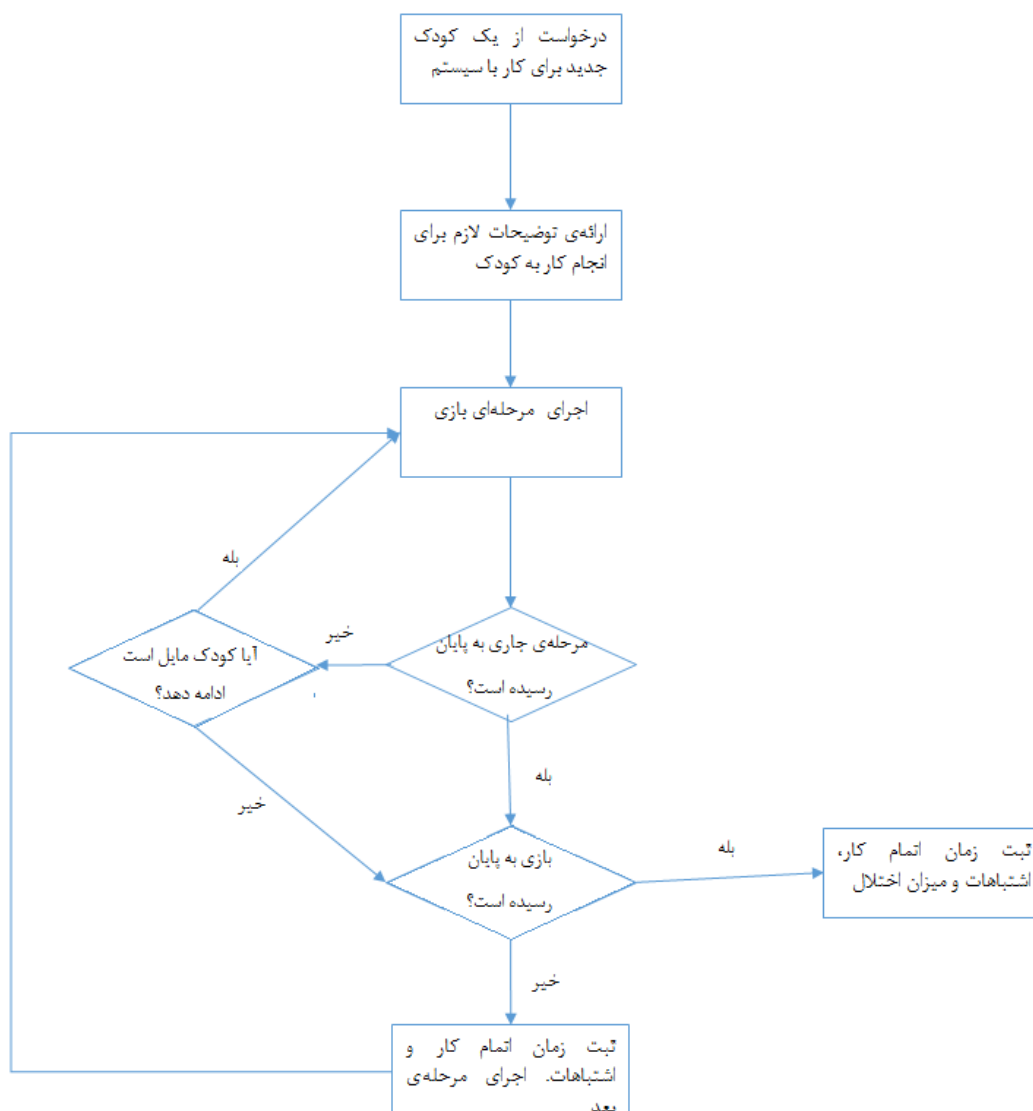 درخواست از یک کودک
جدید برای کار با سیستم
ارائه‌ی توضیحات لازم برای
انجام کار به کودک
اجرای مرحله‌ای بازی
بله
مرحله‌ی جاری به پایان
رسیده است؟
خیر
آیا کودک مایل است
ادامه دهد؟
بله
خیر
بازی به پایان
رسیده است؟
بله
ثبت زمان اتمام کار،
اشتباهات و میزان اختلال
خیر
ثبت زمان اتمام کار و
اشتباهات. اجرای مرحله‌ی
بعد